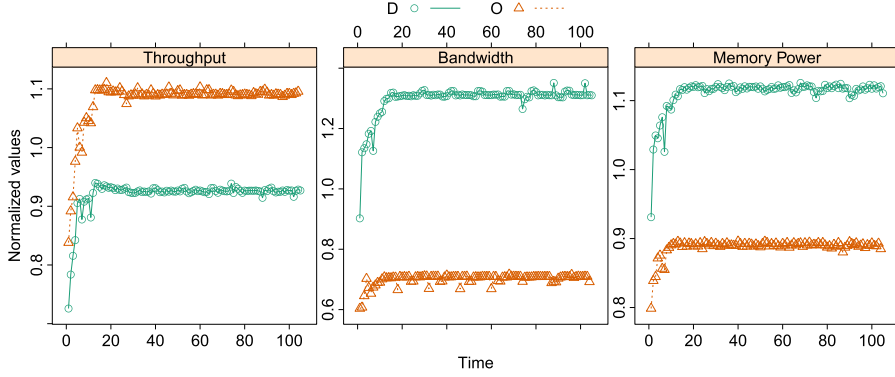 D O
0 20 40 60 80 100
Throughput Bandwidth Memory Power
Normalized values
0.8 0.9 1.0 1.1
0.6 0.8 1.0 1.2
0.8 0.9 1.0 1.1
0 20 40 60 80 100
0 20 40 60 80 100
Time